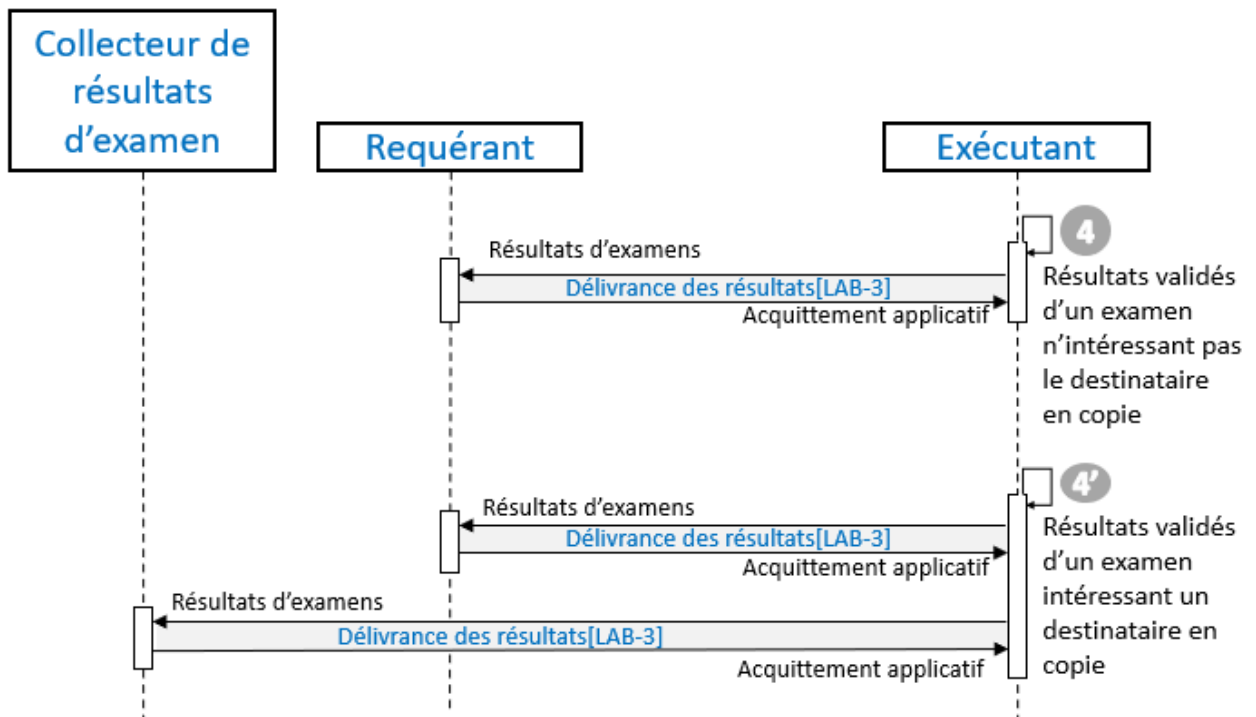 Collecteur de
résultats
d'examen
Requérant
Exécutant
4
Résultats d'examens
Délivrance des résultats[LAB-3]
Acquittement applicatif
Résultats validés
d'un examen
n'intéressant pas
le destinataire
en copie
4'
Résultats d'examens
Délivrance des résultats[LAB-3]
Acquittement applicatif
Résultats validés
d'un examen
intéressant un
destinataire en
copie
Résultats d'examens
Délivrance des résultats[LAB-3]
Acquittement applicatif